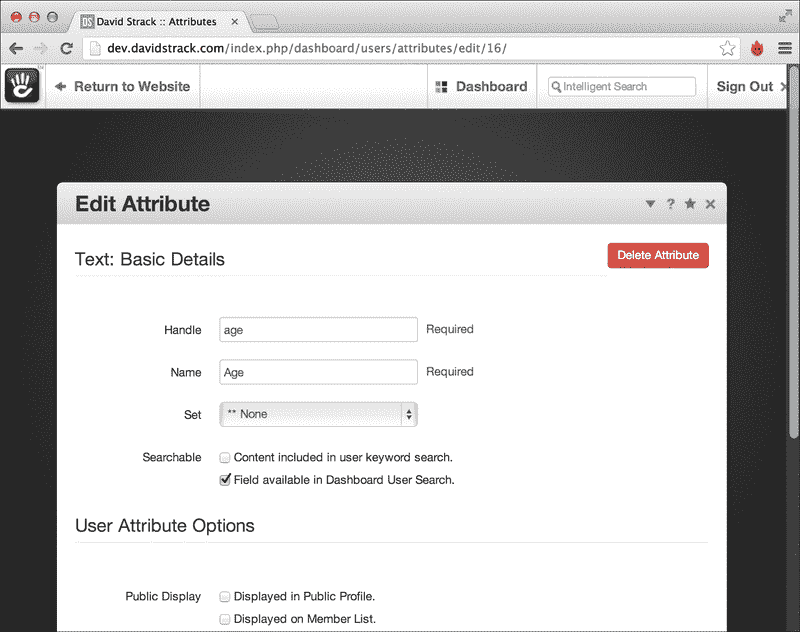 DS David Strack :: Attributes
dev.davidstrack.com/index.php/dashboard/users/attributes/edit/16/
Return to Website Dashboard Intelligent Search Sign Out
Edit Attribute
Text: Basic Details Delete Attribute
Handle age Required
Name Age Required
Set ** None
Searchable Content included in user keyword search.
Field available in Dashboard User Search.
User Attribute Options
Public Display Displayed in Public Profile.
Displayed on Member List.